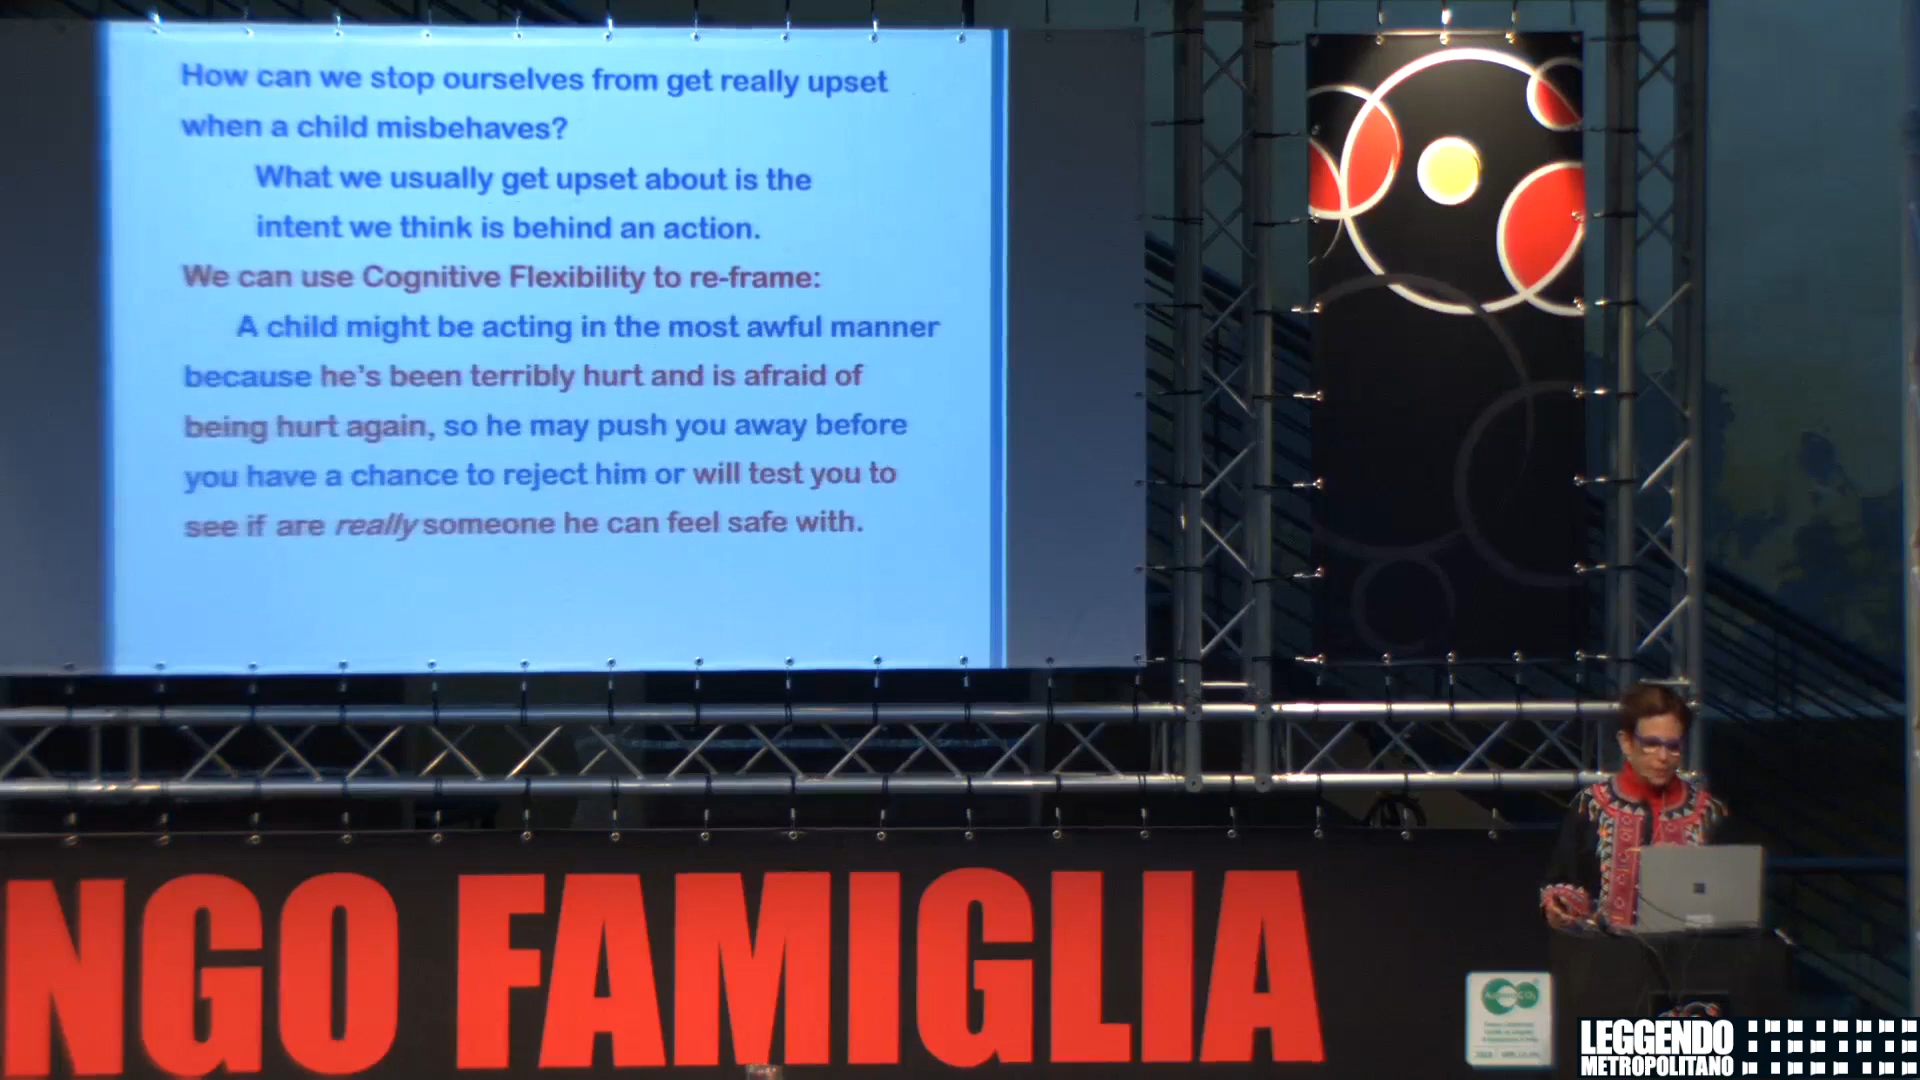 How can we stop ourselves from get really upset
when a child misbehaves?
What we usually get upset about is the
intent we think is behind an action.
We can use Cognitive Flexibility to re-frame:
A child might be acting in the most awful manner
because he's been terribly hurt and is afraid of
being hurt again, so he may push you away before
you have a chance to reject him or will test you to
see if are really someone he can feel safe with.
NGO FAMIGLIA
LEGGENDO
METROPOLITANO